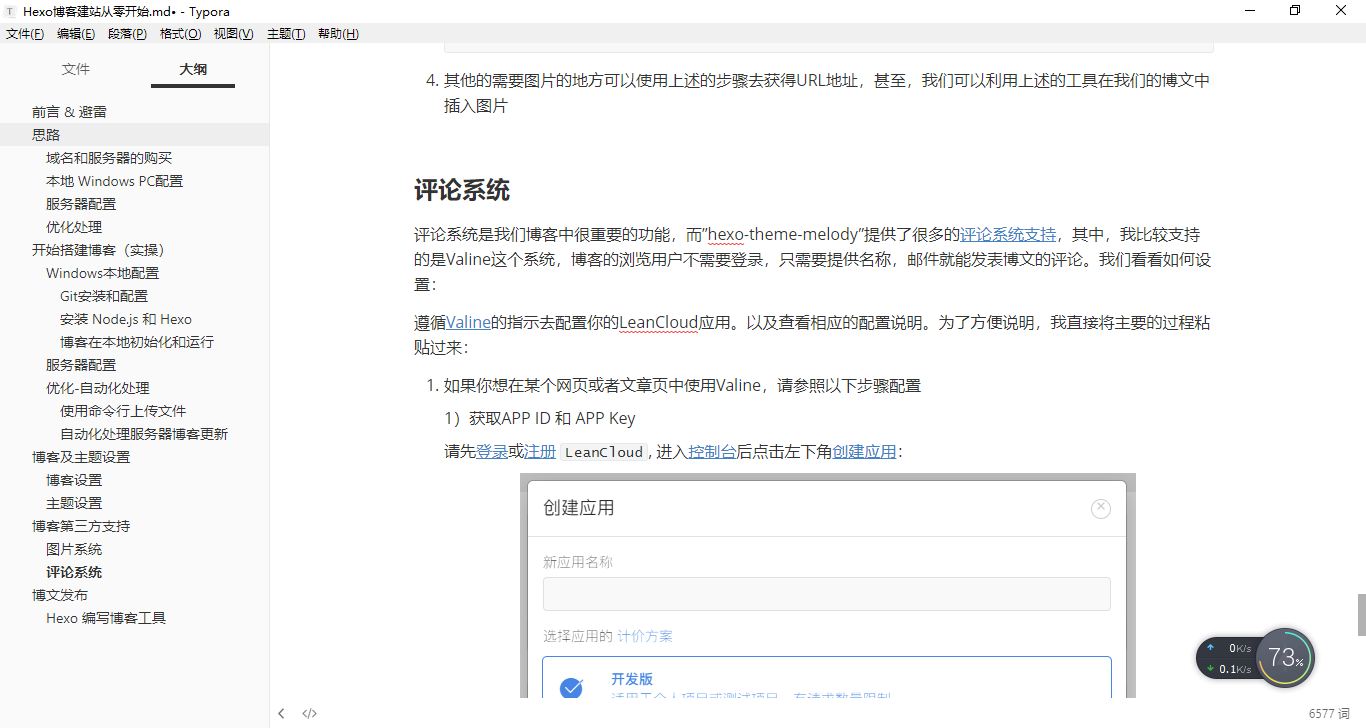 Hexo博客建站从零开始.md• - Typora
文件(F) 编辑(E) 段落(P) 格式(O) 视图(V) 主题(T) 帮助(H)
文件 大纲
前言 & 避雷
思路
域名和服务器的购买
本地 Windows PC配置
服务器配置
优化处理
开始搭建博客（实操）
Windows本地配置
Git安装和配置
安装 Node.js 和 Hexo
博客在本地初始化和运行
服务器配置
优化-自动化处理
使用命令行上传文件
自动化处理服务器博客更新
博客及主题设置
博客设置
主题设置
博客第三方支持
图片系统
评论系统
博文发布
Hexo 编写博客工具
4. 其他的需要图片的地方可以使用上述的步骤去获得URL地址，甚至，我们可以利用上述的工具在我们的博文中
插入图片
评论系统
评论系统是我们博客中很重要的功能，而”hexo-theme-melody”提供了很多的评论系统支持，其中，我比较支持
的是Valine这个系统，博客的浏览用户不需要登录，只需要提供名称，邮件就能发表博文的评论。我们看看如何设
置：
遵循Valine的指示去配置你的LeanCloud应用。以及查看相应的配置说明。为了方便说明，我直接将主要的过程粘
贴过来：
1. 如果你想在某个网页或者文章页中使用Valine，请参照以下步骤配置
1）获取APP ID 和 APP Key
请先登录或注册 LeanCloud, 进入控制台后点击左下角创建应用：
创建应用
新应用名称
选择应用的 计价方案
开发版
适用于个人项目或测试项目，有请求数量限制
0K/s
0.1K/s
73%
6577 词